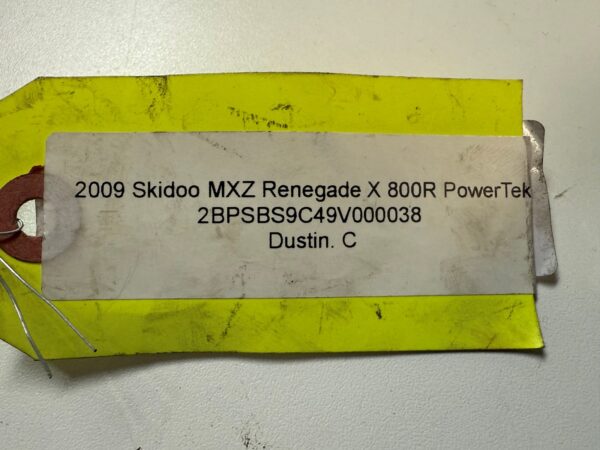 2009 Skidoo MXZ Renegade X 800R PowerTek
2BPSBS9C49V000038
Dustin. C